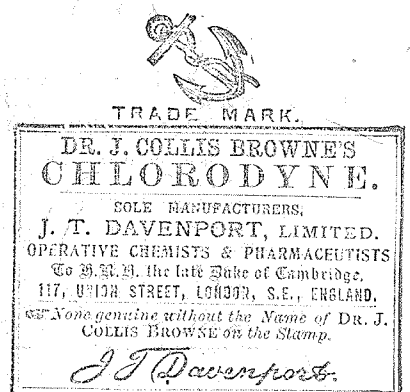 TRADE MARK.
DR. J. COLLIS BROWNE'S
CHLORODYNE.
SOLE MANUFACTURERS,
J. T. DAVENPORT, LIMITED.
OPERATIVE CHEMISTS & PHARMACEUTISTS
To H.R.H. the late Duke of Cambridge.
117, UNION STREET, LONDON, S.E., ENGLAND.
☞ None genuine without the Name of DR. J.
COLLIS BROWNE on the Stamp.
J T Davenport.